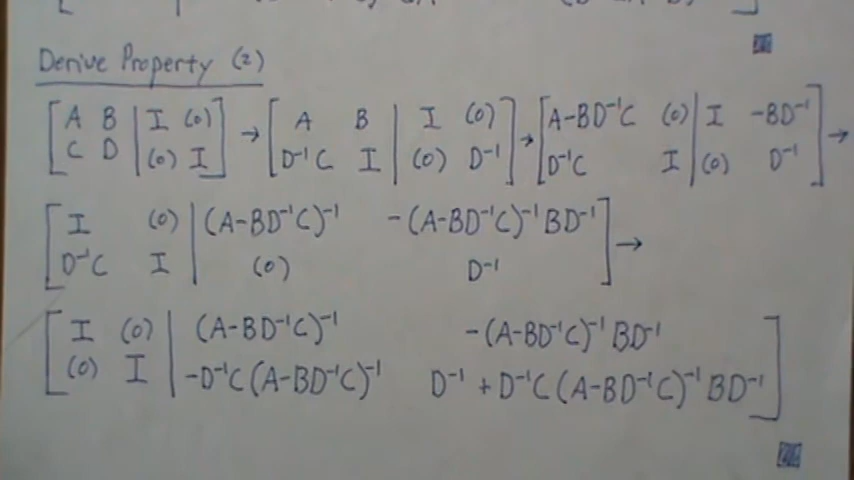 Derive Property (2)
[A B | I (0)] → [A B | I (0)] → [A-BD⁻¹C (0) | I -BD⁻¹] →
[C D | (0) I] [D⁻¹C I | (0) D⁻¹] [D⁻¹C I | (0) D⁻¹]
[I (0) | (A-BD⁻¹C)⁻¹ -(A-BD⁻¹C)⁻¹BD⁻¹] →
[D⁻¹C I | (0) D⁻¹]
[I (0) | (A-BD⁻¹C)⁻¹ -(A-BD⁻¹C)⁻¹BD⁻¹]
[(0) I | -D⁻¹C(A-BD⁻¹C)⁻¹ D⁻¹ + D⁻¹C(A-BD⁻¹C)⁻¹BD⁻¹]